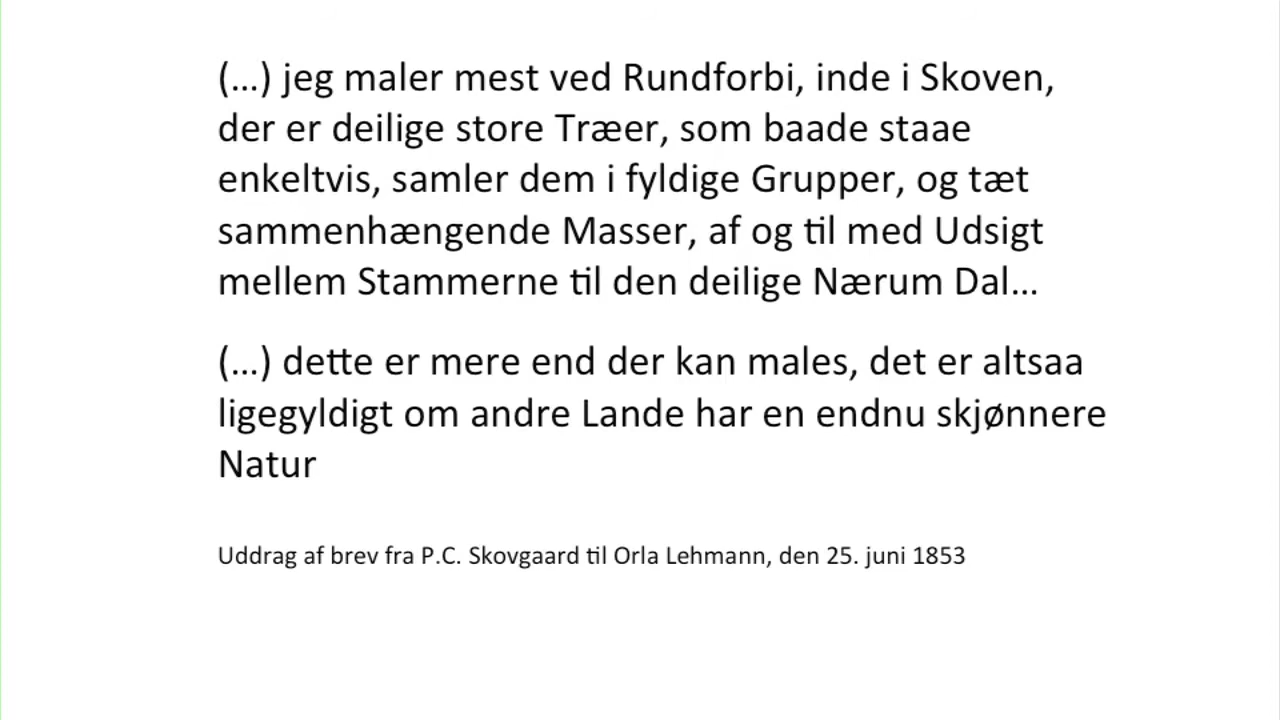 (…) jeg maler mest ved Rundforbi, inde i Skoven,
der er deilige store Træer, som baade staae
enkeltvis, samler dem i fyldige Grupper, og tæt
sammenhængende Masser, af og til med Udsigt
mellem Stammerne til den deilige Nærum Dal…
(…) dette er mere end der kan males, det er altsaa
ligegyldigt om andre Lande har en endnu skjønnere
Natur
Uddrag af brev fra P.C. Skovgaard til Orla Lehmann, den 25. juni 1853